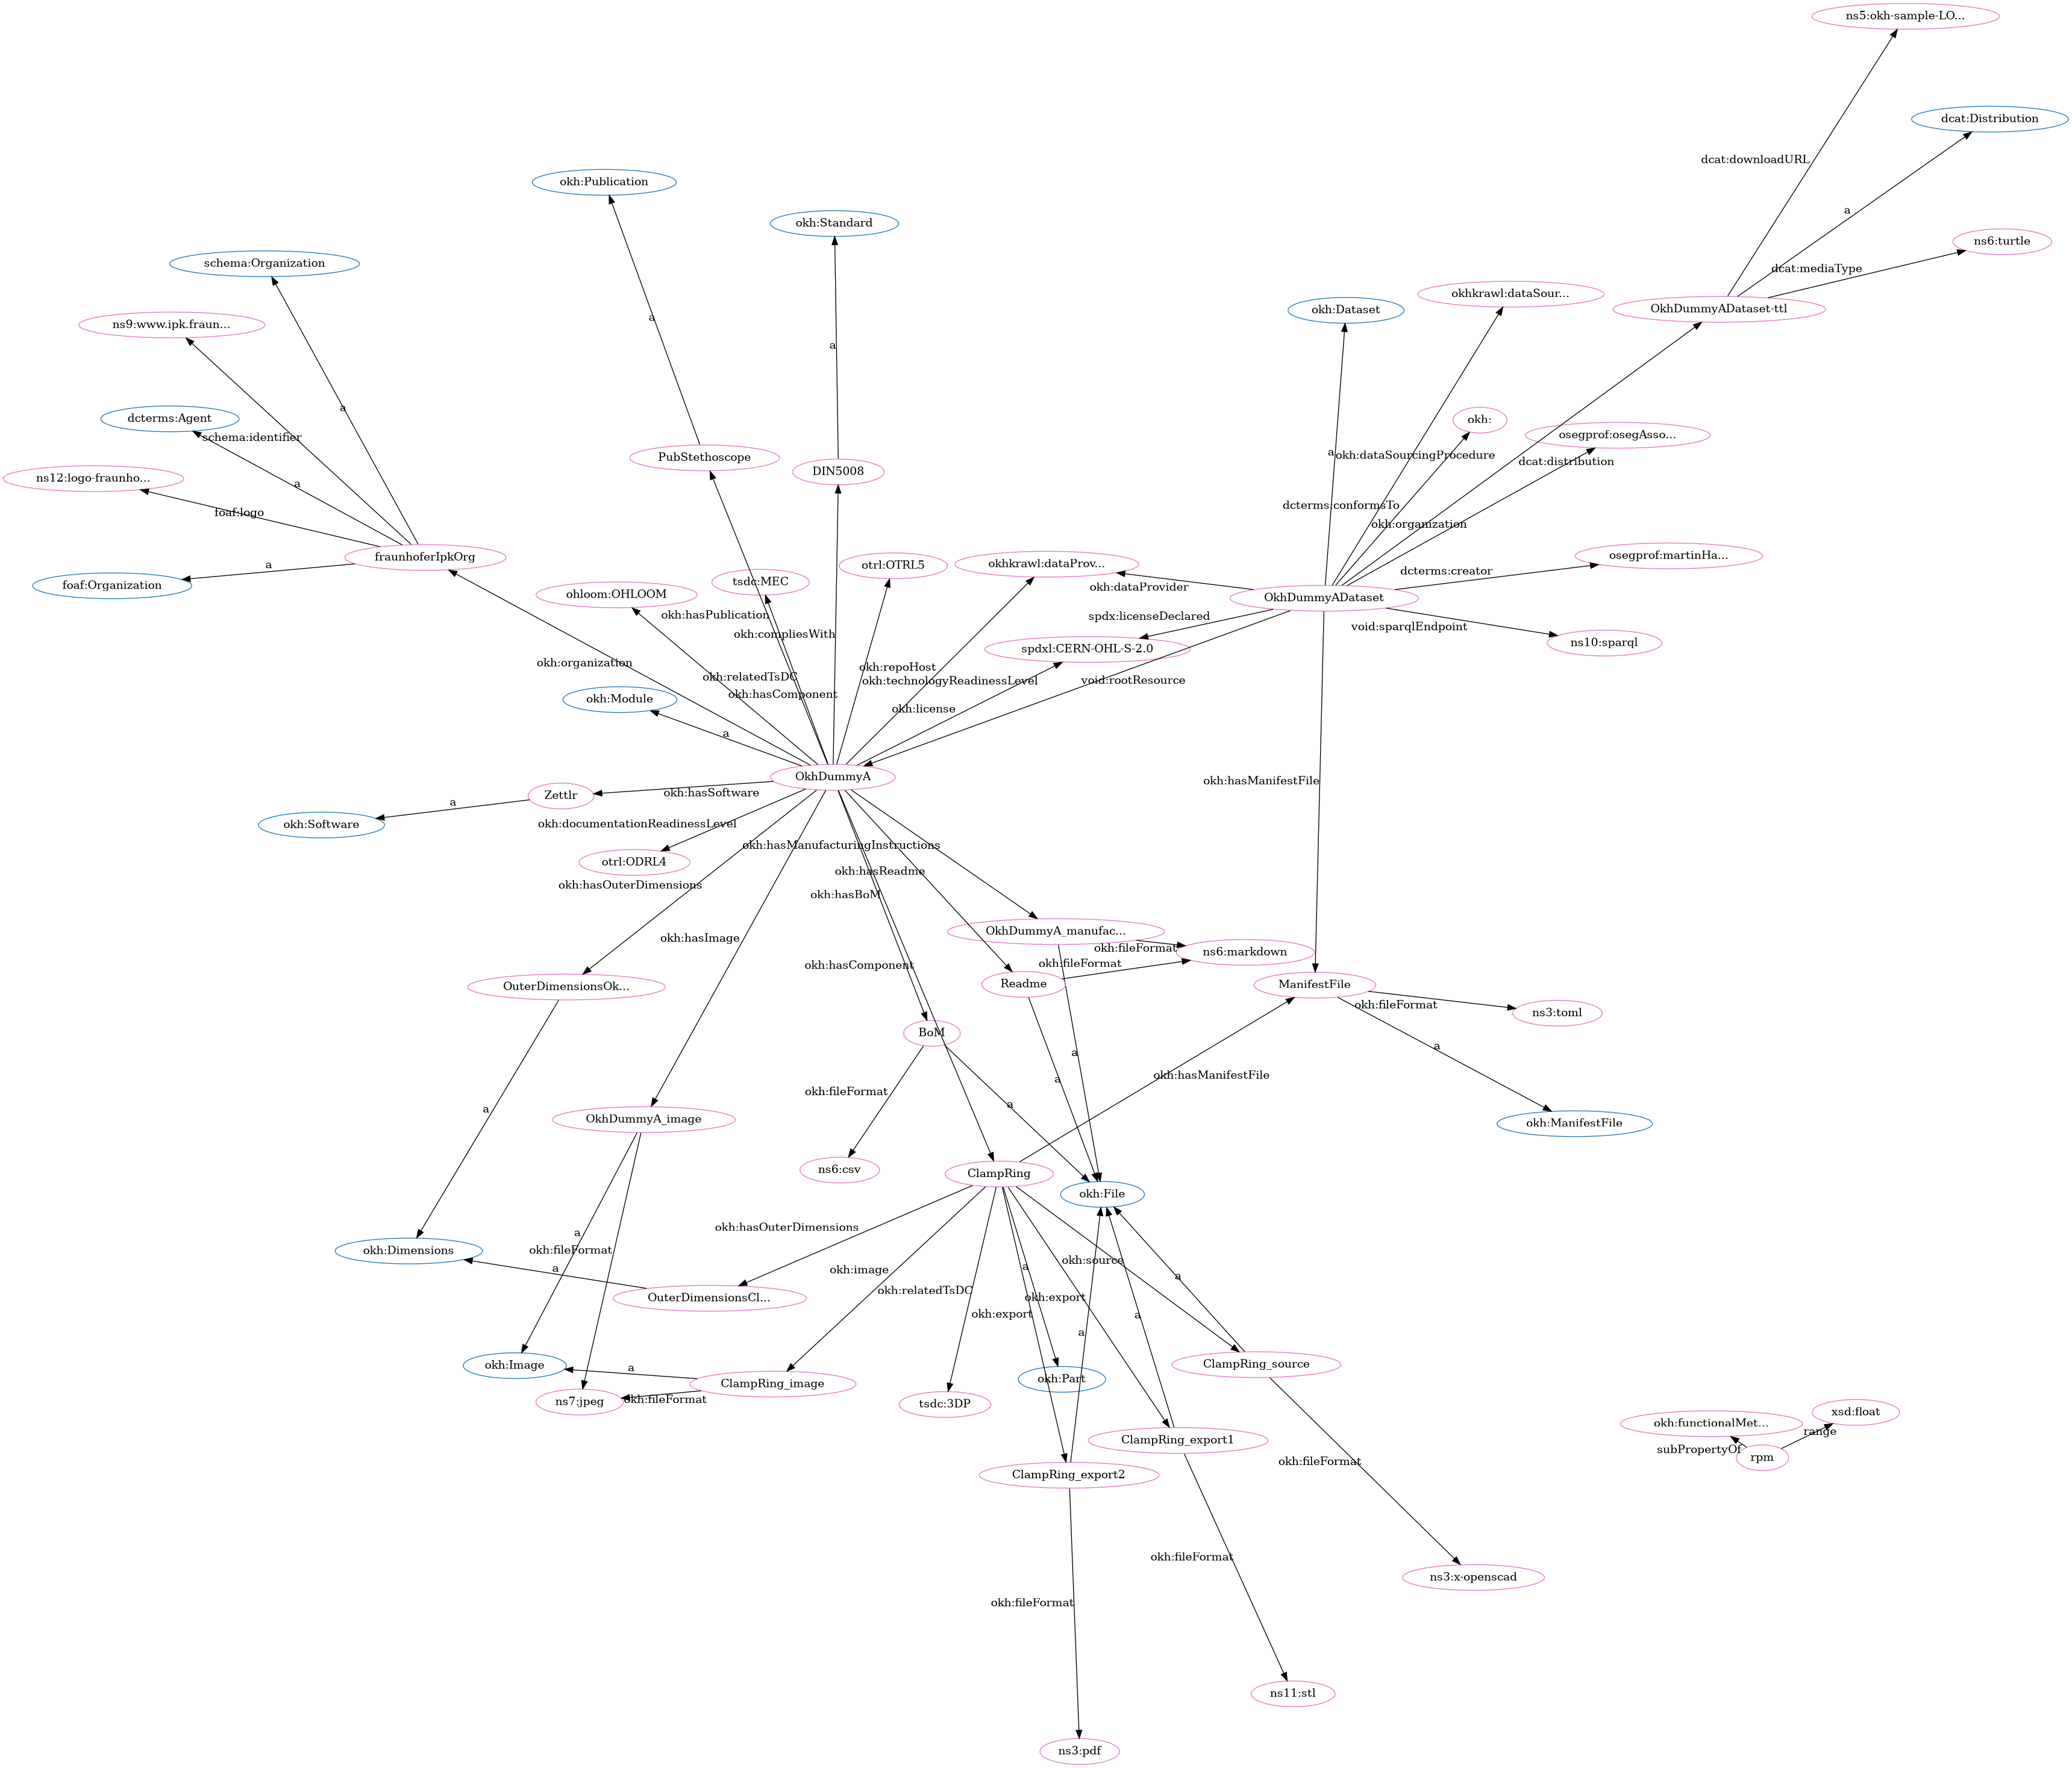 ns5:okh-sample-LO...
dcat:Distribution
dcat:downloadURL
okh:Publication
a
okh:Standard
ns6:turtle
schema:Organization
dcat:mediaType
okhkrawl:dataSour...
okh:Dataset
OkhDummyADataset-ttl
a
ns9:www.ipk.fraun...
a
a
dcterms:Agent
okh:
osegprof:osegAsso...
schema:identifier
a
okh:dataSourcingProcedure
PubStethoscope
dcat:distribution
DIN5008
ns12:logo-fraunho...
a
dcterms:conformsTo
foaf:logo
okh:organization
fraunhoferIpkOrg
osegprof:martinHa...
a
okhkrawl:dataProv...
otrl:OTRL5
dcterms:creator
tsdc:MEC
foaf:Organization
okh:dataProvider
ohloom:OHLOOM
OkhDummyADataset
okh:hasPublication
spdx:licenseDeclared
void:sparqlEndpoint
okh:compliesWith
ns10:sparql
spdxl:CERN-OHL-S-2.0
okh:organization
okh:repoHost
okh:relatedTsDC
okh:technologyReadinessLevel
void:rootResource
okh:hasComponent
okh:Module
okh:license
a
OkhDummyA
okh:hasManifestFile
okh:hasSoftware
Zettlr
a
okh:Software
okh:documentationReadinessLevel
okh:hasManufacturingInstructions
otrl:ODRL4
okh:hasReadme
okh:hasOuterDimensions
okh:hasBoM
OkhDummyA_manufac...
okh:hasImage
okh:fileFormat
ns6:markdown
okh:fileFormat
okh:hasComponent
Readme
ManifestFile
OuterDimensionsOk...
okh:fileFormat
ns3:toml
BoM
a
a
okh:hasManifestFile
a
okh:fileFormat
a
a
OkhDummyA_image
okh:ManifestFile
ns6:csv
ClampRing
okh:File
okh:hasOuterDimensions
a
okh:fileFormat
okh:Dimensions
okh:source
a
okh:image
a
a
okh:relatedTsDC
okh:export
OuterDimensionsCl...
okh:export
a
a
okh:Image
a
ClampRing_source
okh:Part
ClampRing_image
okh:fileFormat
ns7:jpeg
tsdc:3DP
xsd:float
okh:functionalMet...
range
ClampRing_export1
subPropertyOf
rpm
okh:fileFormat
ClampRing_export2
okh:fileFormat
ns3:x-openscad
okh:fileFormat
ns11:stl
ns3:pdf